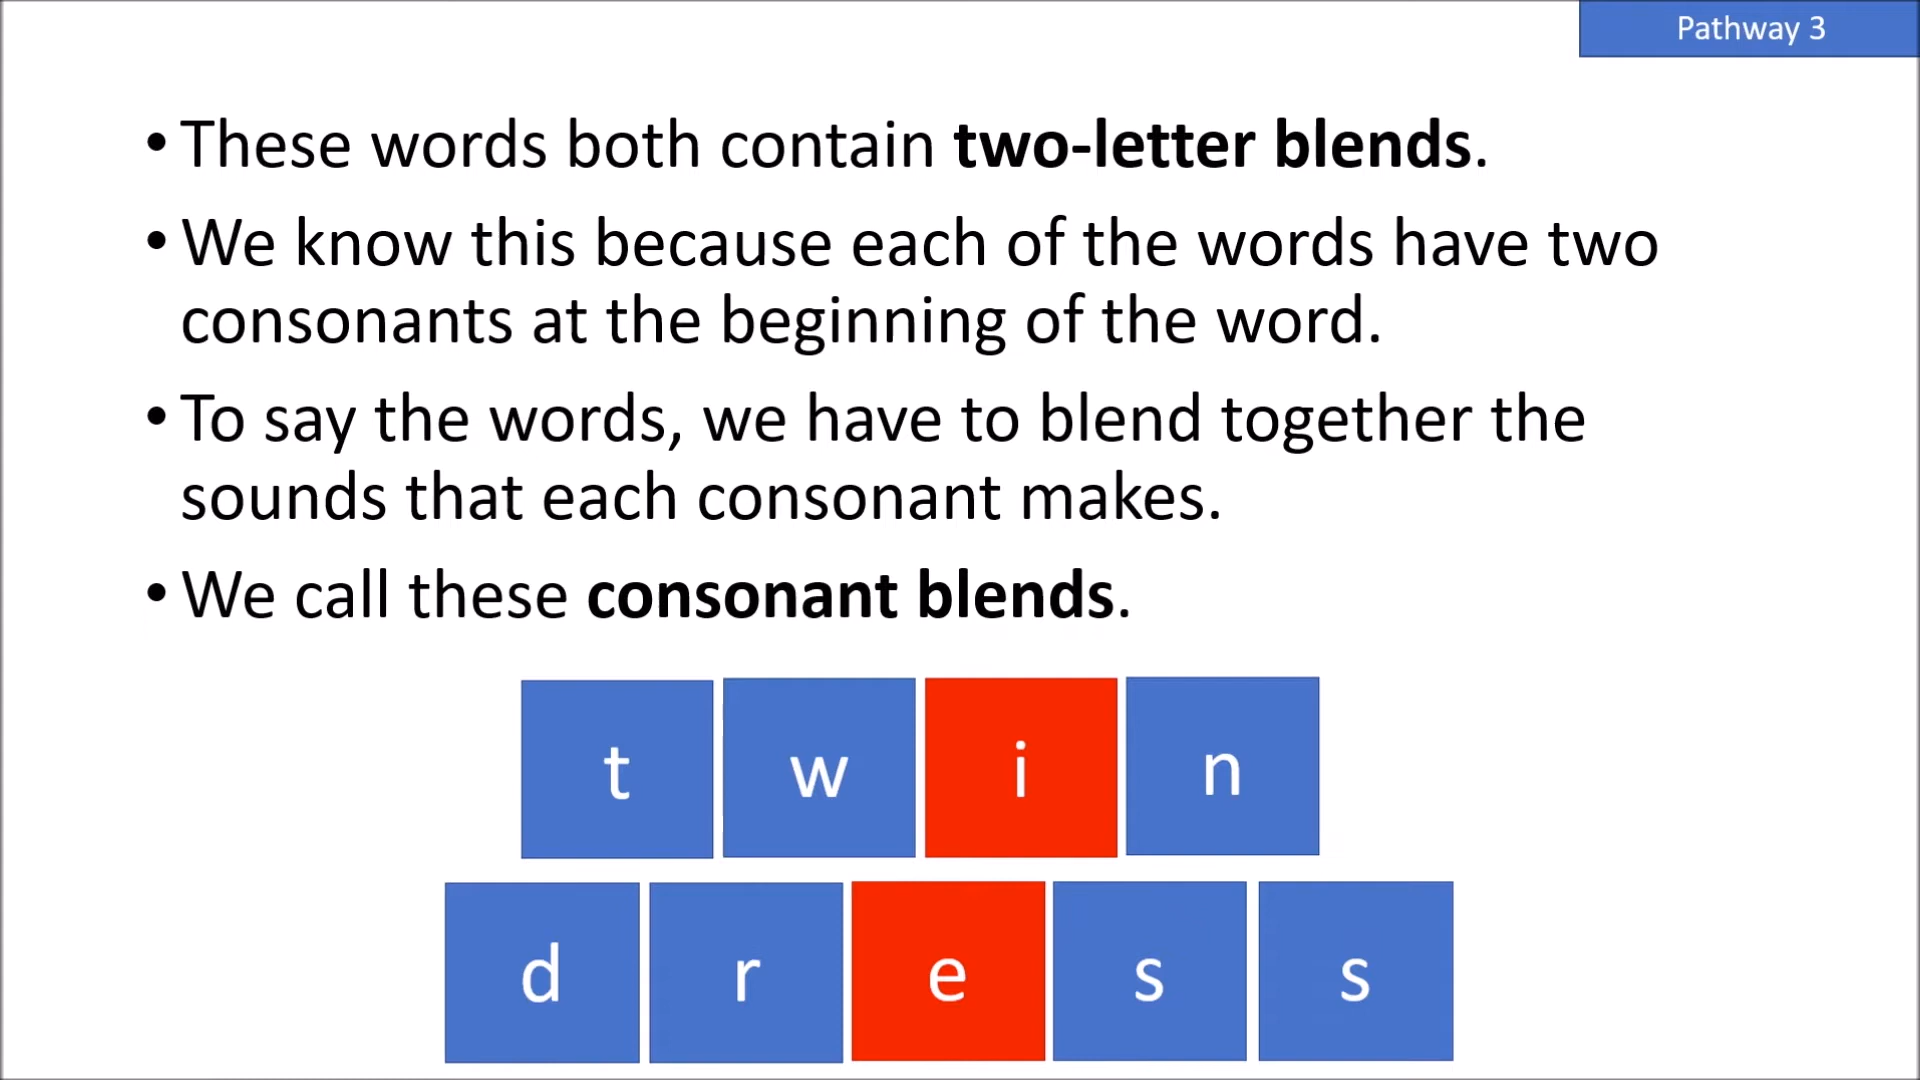 Pathway 3
• These words both contain two-letter blends.
• We know this because each of the words have two
consonants at the beginning of the word.
• To say the words, we have to blend together the
sounds that each consonant makes.
• We call these consonant blends.
t w i n
d r e s s